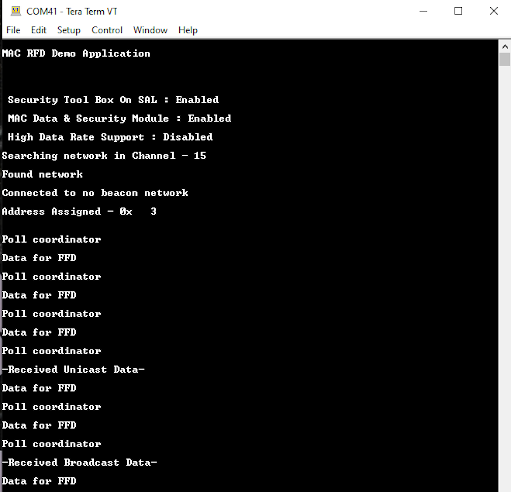 COM41 - Tera Term VT
File Edit Setup Control Window Help
MAC RFD Demo Application
Security Tool Box On SAL : Enabled
MAC Data & Security Module : Enabled
High Data Rate Support : Disabled
Searching network in Channel - 15
Found network
Connected to no beacon network
Address Assigned - 0x   3
Poll coordinator
Data for FFD
Poll coordinator
Data for FFD
Poll coordinator
Data for FFD
Poll coordinator
-Received Unicast Data-
Data for FFD
Poll coordinator
Data for FFD
Poll coordinator
-Received Broadcast Data-
Data for FFD